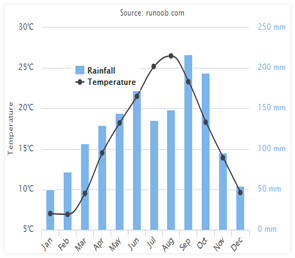 Source: runoob.com
30℃ 250 mm
25℃ 200 mm
20℃ 150 mm
15℃ 100 mm
10℃ 50 mm
5℃ 0 mm
Temperature
Rainfall
Temperature
Jan Feb Mar Apr May Jun Jul Aug Sep Oct Nov Dec